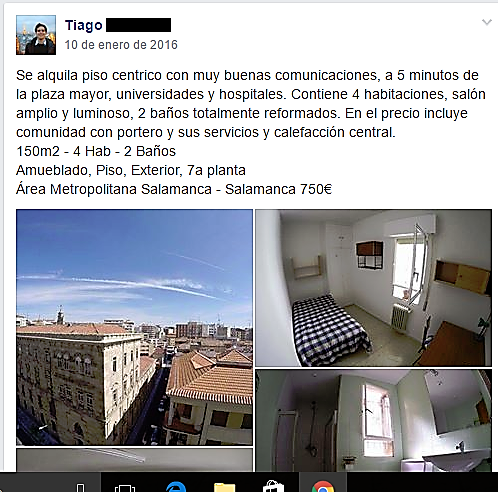 Tiago
10 de enero de 2016
Se alquila piso centrico con muy buenas comunicaciones, a 5 minutos de
la plaza mayor, universidades y hospitales. Contiene 4 habitaciones, salón
amplio y luminoso, 2 baños totalmente reformados. En el precio incluye
comunidad con portero y sus servicios y calefacción central.
150m2 - 4 Hab - 2 Baños
Amueblado, Piso, Exterior, 7a planta
Área Metropolitana Salamanca - Salamanca 750€